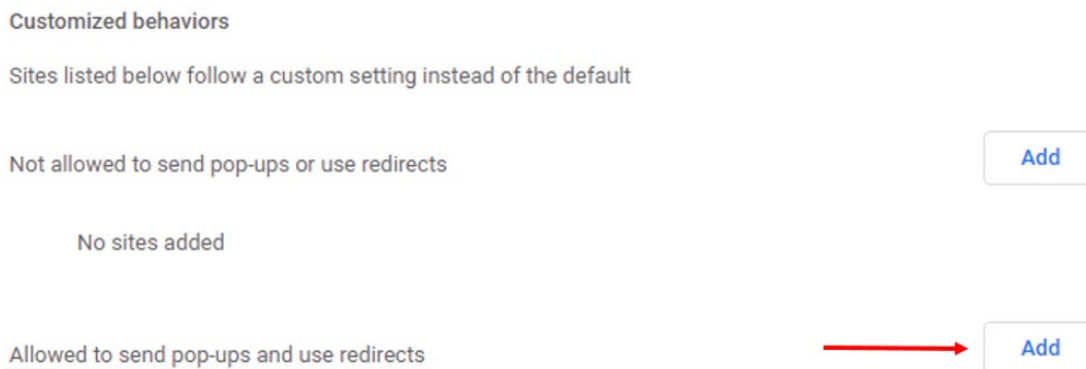 Customized behaviors
Sites listed below follow a custom setting instead of the default
Not allowed to send pop-ups or use redirects
Add
No sites added
Allowed to send pop-ups and use redirects
Add